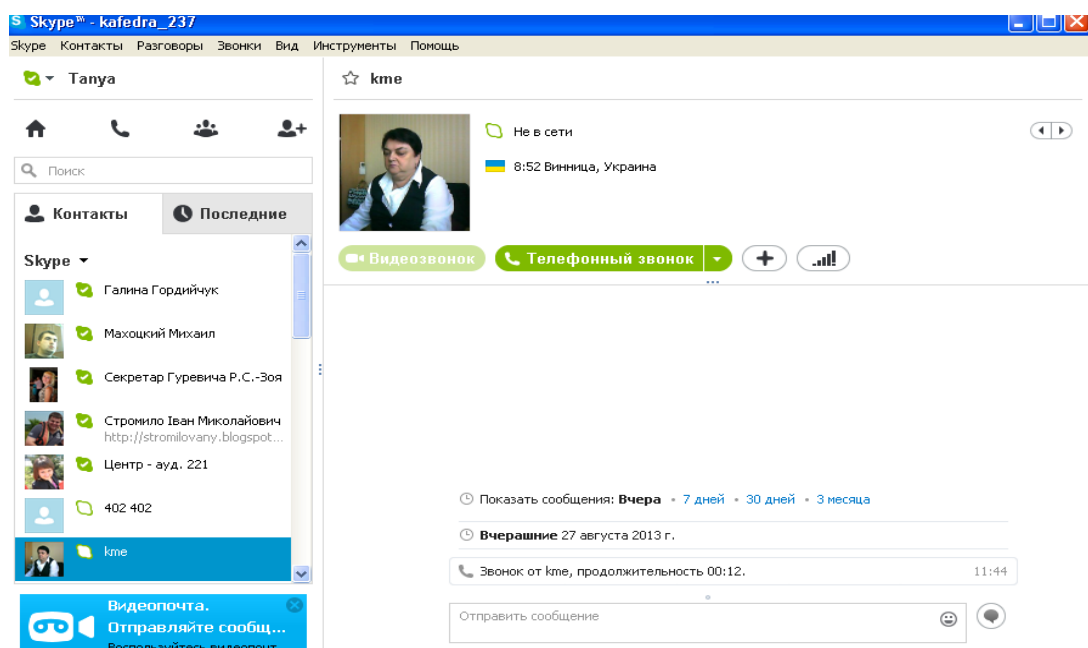 Skype™ - kafedra_237
Skype Контакты Разговоры Звонки Вид Инструменты Помощь
Tanya
Поиск
Контакты
Последние
Skype
Галина Гордийчук
Махоцкий Михаил
Секретар Гуревича Р.С.-Зоя
Стромило Іван Миколайович
http://stromilovany.blogspot...
Центр - ауд. 221
402 402
kme
Видеопочта.
Отправляйте сообщ...
kme
Не в сети
8:52 Винница, Украина
Видеозвонок
Телефонный звонок
Показать сообщения: Вчера • 7 дней • 30 дней • 3 месяца
Вчерашние 27 августа 2013 г.
Звонок от kme, продолжительность 00:12. 11:44
Отправить сообщение